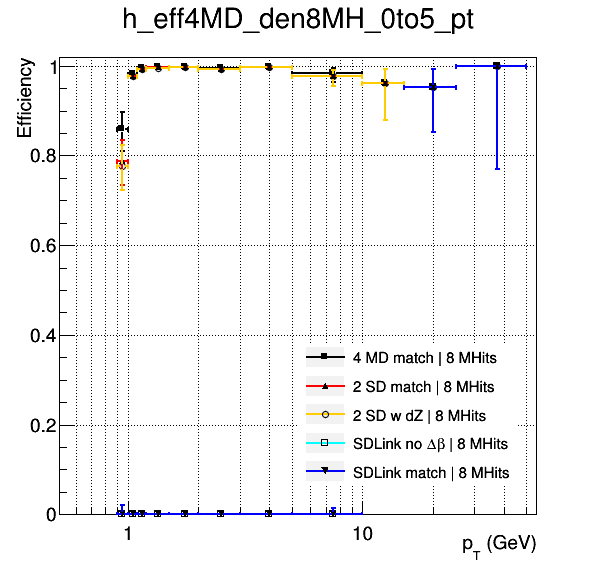 h_eff4MD_den8MH_0to5_pt
Efficiency
1
0.8
0.6
0.4
0.2
0
4 MD match | 8 MHits
2 SD match | 8 MHits
2 SD w dZ | 8 MHits
SDLink no Δβ | 8 MHits
SDLink match | 8 MHits
1
10
p_T (GeV)